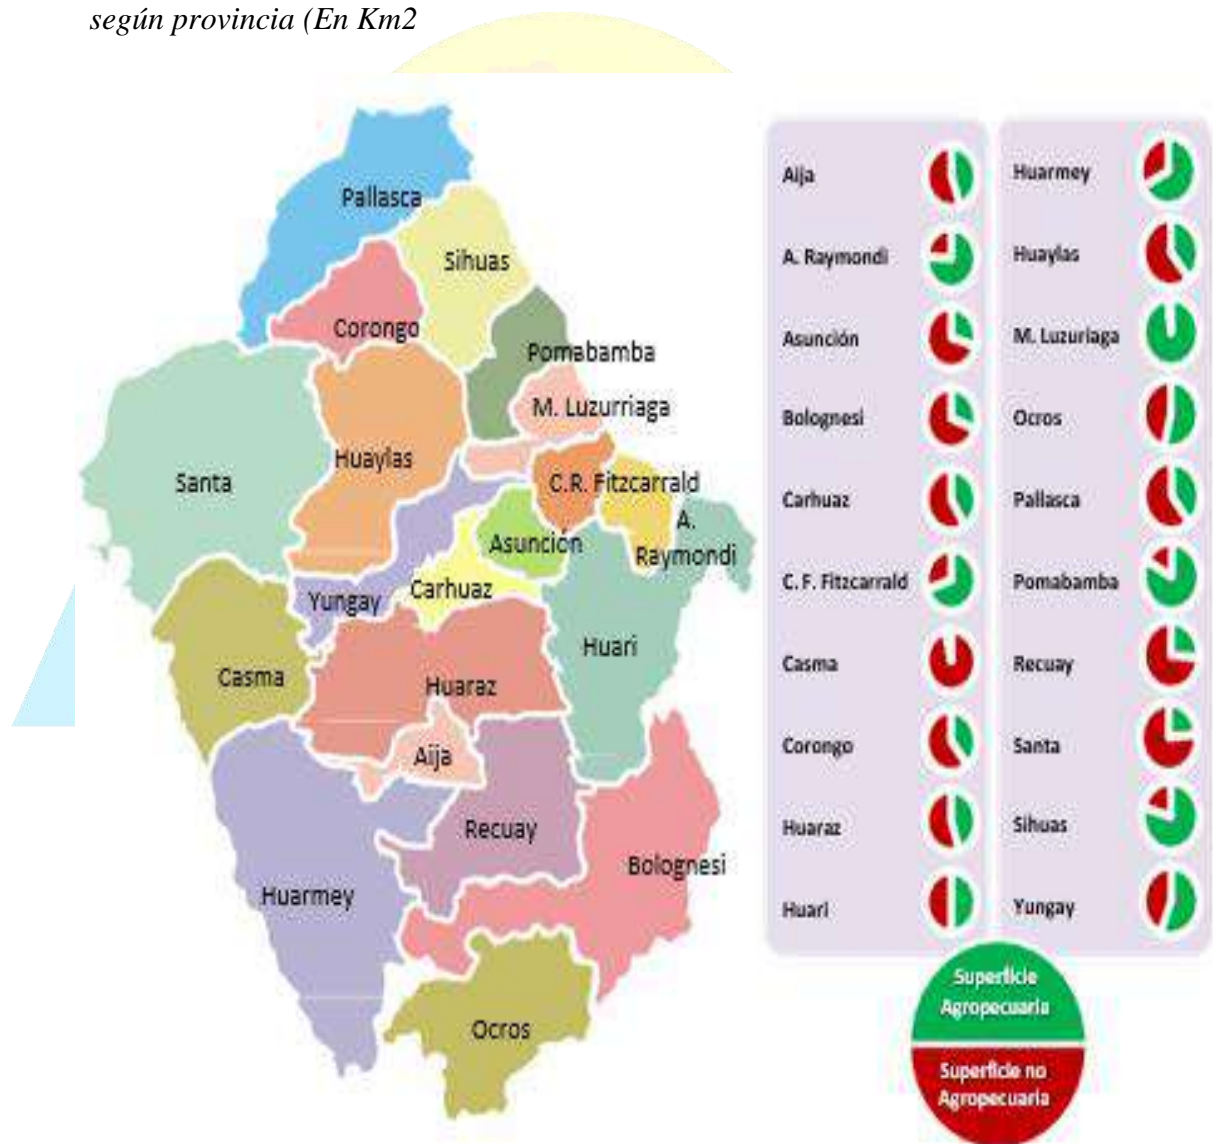 según provincia (En Km2
Pallasca
Sihuas
Corongo
Pomabamba
M. Luzurriaga
Huaylas
Santa
C.R. Fitzcarrald
A.
Raymondi
Asunción
Carhuaz
Yungay
Huari
Casma
Huaraz
Aija
Recuay
Bolognesi
Huarmey
Ocros
Aija
A. Raymondi
Asunción
Bolognesi
Carhuaz
C. F. Fitzcarrald
Casma
Corongo
Huaraz
Huari
Huarmey
Huaylas
M. Luzuriaga
Ocros
Pallasca
Pomabamba
Recuay
Santa
Sihuas
Yungay
Superficie
Agropecuaria
Superficie no
Agropecuaria